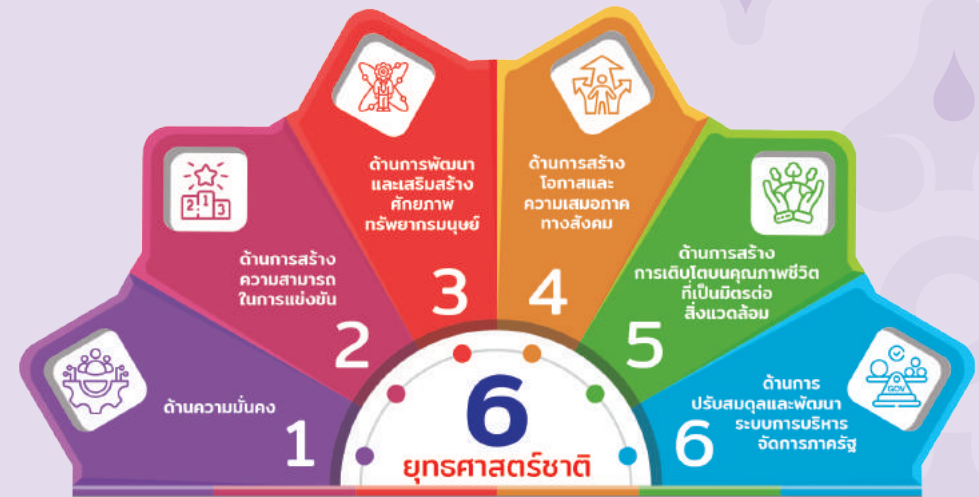 ด้านความมั่นคง
1
ด้านการสร้าง
ความสามารถ
ในการแข่งขัน
2
2 1 3
ด้านการพัฒนา
และเสริมสร้าง
ศักยภาพ
ทรัพยากรมนุษย์
3
ด้านการสร้าง
โอกาสและ
ความเสมอภาค
ทางสังคม
4
ด้านการสร้าง
การเติบโตบนคุณภาพชีวิต
ที่เป็นมิตรต่อ
สิ่งแวดล้อม
5
ด้านการ
ปรับสมดุลและพัฒนา
ระบบการบริหาร
จัดการภาครัฐ
6
GOV
6
ยุทธศาสตร์ชาติ